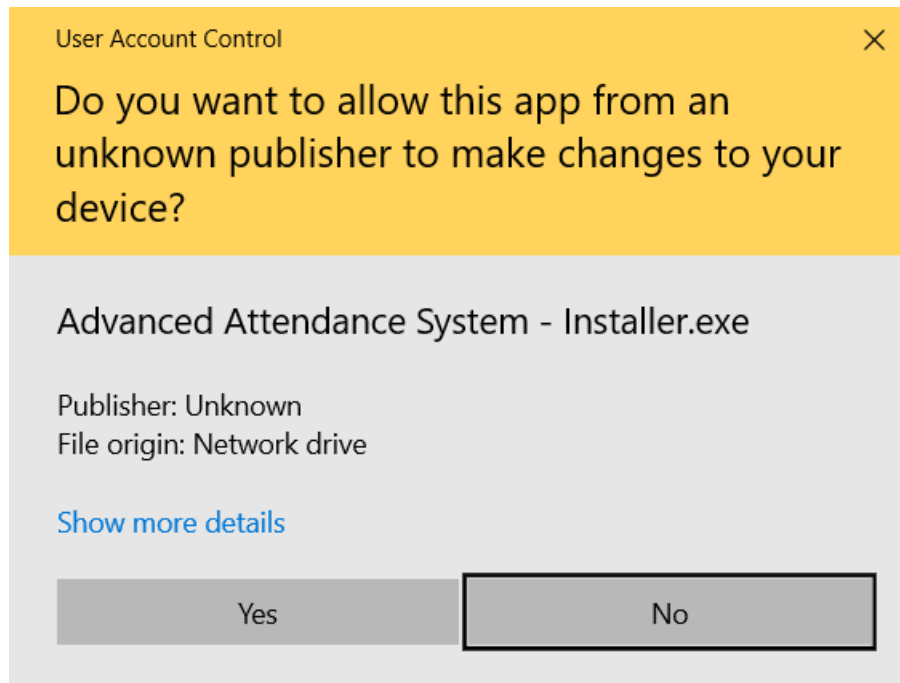 User Account Control
Do you want to allow this app from an
unknown publisher to make changes to your
device?
Advanced Attendance System - Installer.exe
Publisher: Unknown
File origin: Network drive
Show more details
Yes
No